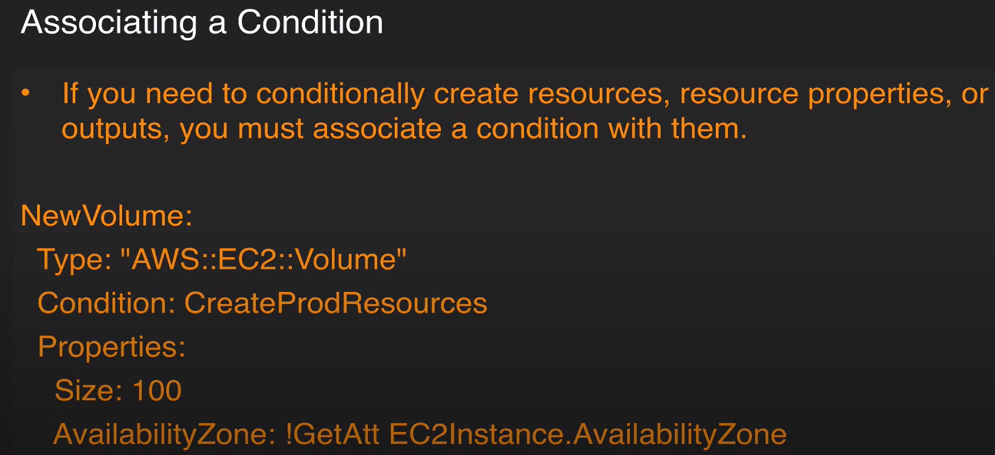 Associating a Condition
• If you need to conditionally create resources, resource properties, or
outputs, you must associate a condition with them.
NewVolume:
Type: "AWS::EC2::Volume"
Condition: CreateProdResources
Properties:
Size: 100
AvailabilityZone: !GetAtt EC2Instance.AvailabilityZone